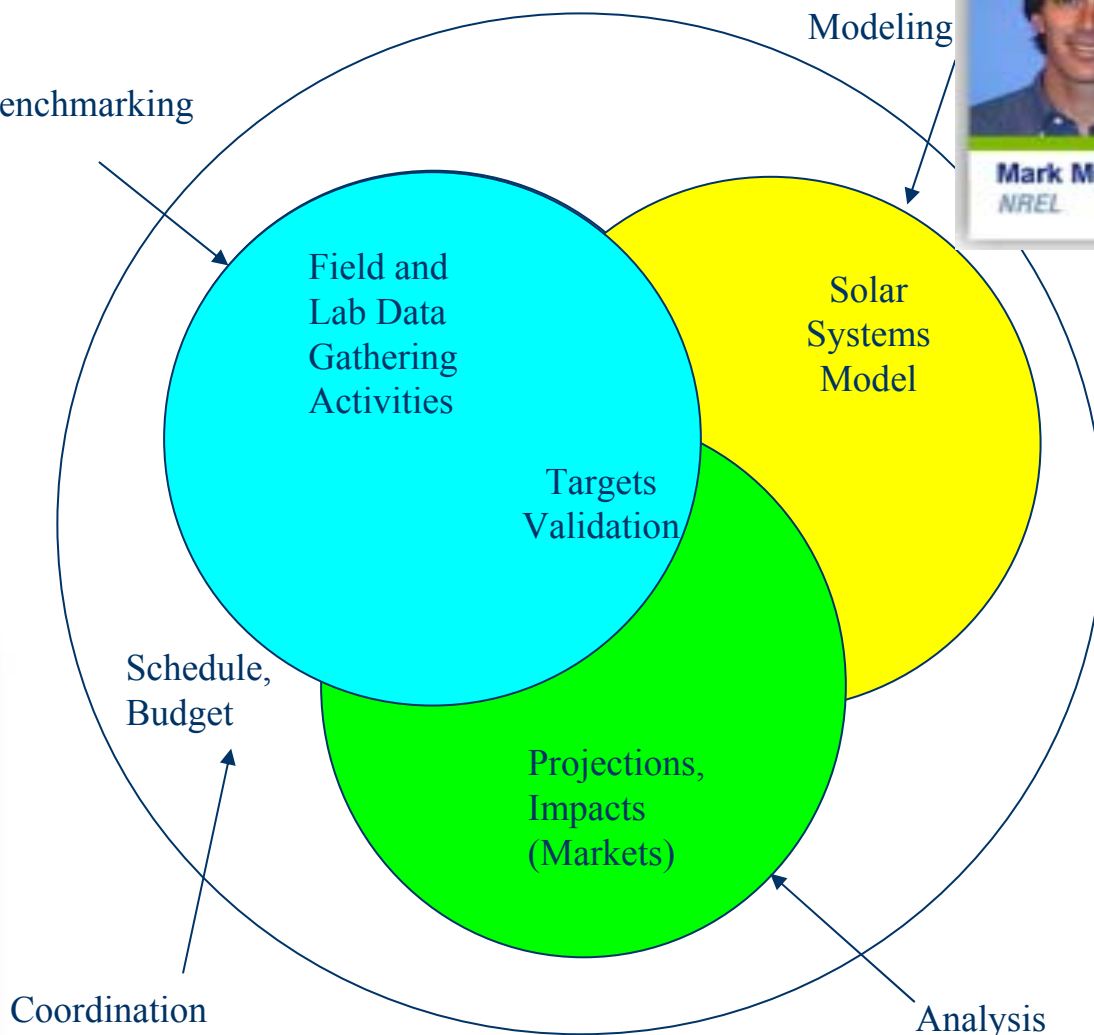 Modeling
enchmarking
Mark M
NREL
Field and
Lab Data
Gathering
Activities
Solar
Systems
Model
Targets
Validation
Schedule,
Budget
Projections,
Impacts
(Markets)
Coordination
Analysis